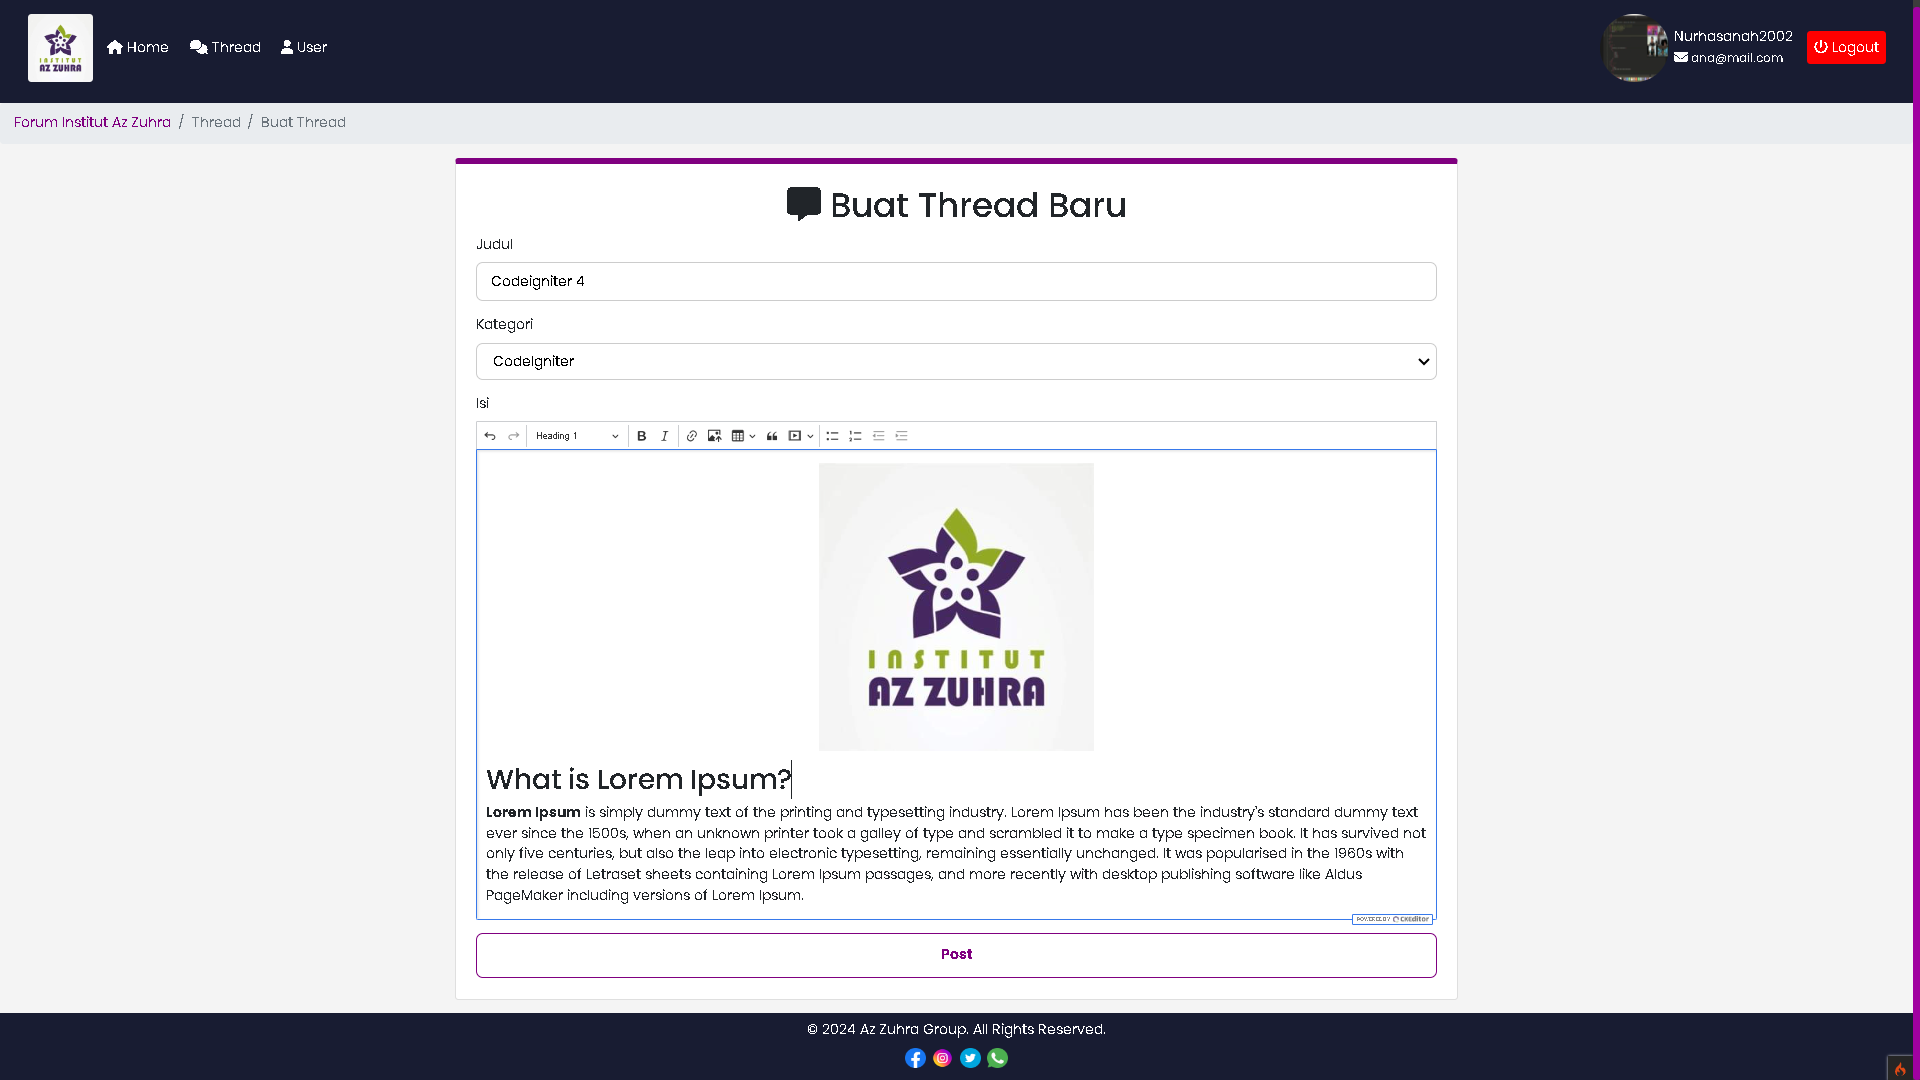 INSTITUT
AZ ZUHRA
Home
Thread
User
Nurhasanah2002
ana@mail.com
Logout
Forum Institut Az Zuhra / Thread / Buat Thread
Buat Thread Baru
Judul
Codeigniter 4
Kategori
CodeIgniter
Isi
Heading 1
INSTITUT
AZ ZUHRA
What is Lorem Ipsum?
Lorem Ipsum is simply dummy text of the printing and typesetting industry. Lorem Ipsum has been the industry's standard dummy text
ever since the 1500s, when an unknown printer took a galley of type and scrambled it to make a type specimen book. It has survived not
only five centuries, but also the leap into electronic typesetting, remaining essentially unchanged. It was popularised in the 1960s with
the release of Letraset sheets containing Lorem Ipsum passages, and more recently with desktop publishing software like Aldus
PageMaker including versions of Lorem Ipsum.
POWERED BY CKEditor
Post
© 2024 Az Zuhra Group. All Rights Reserved.